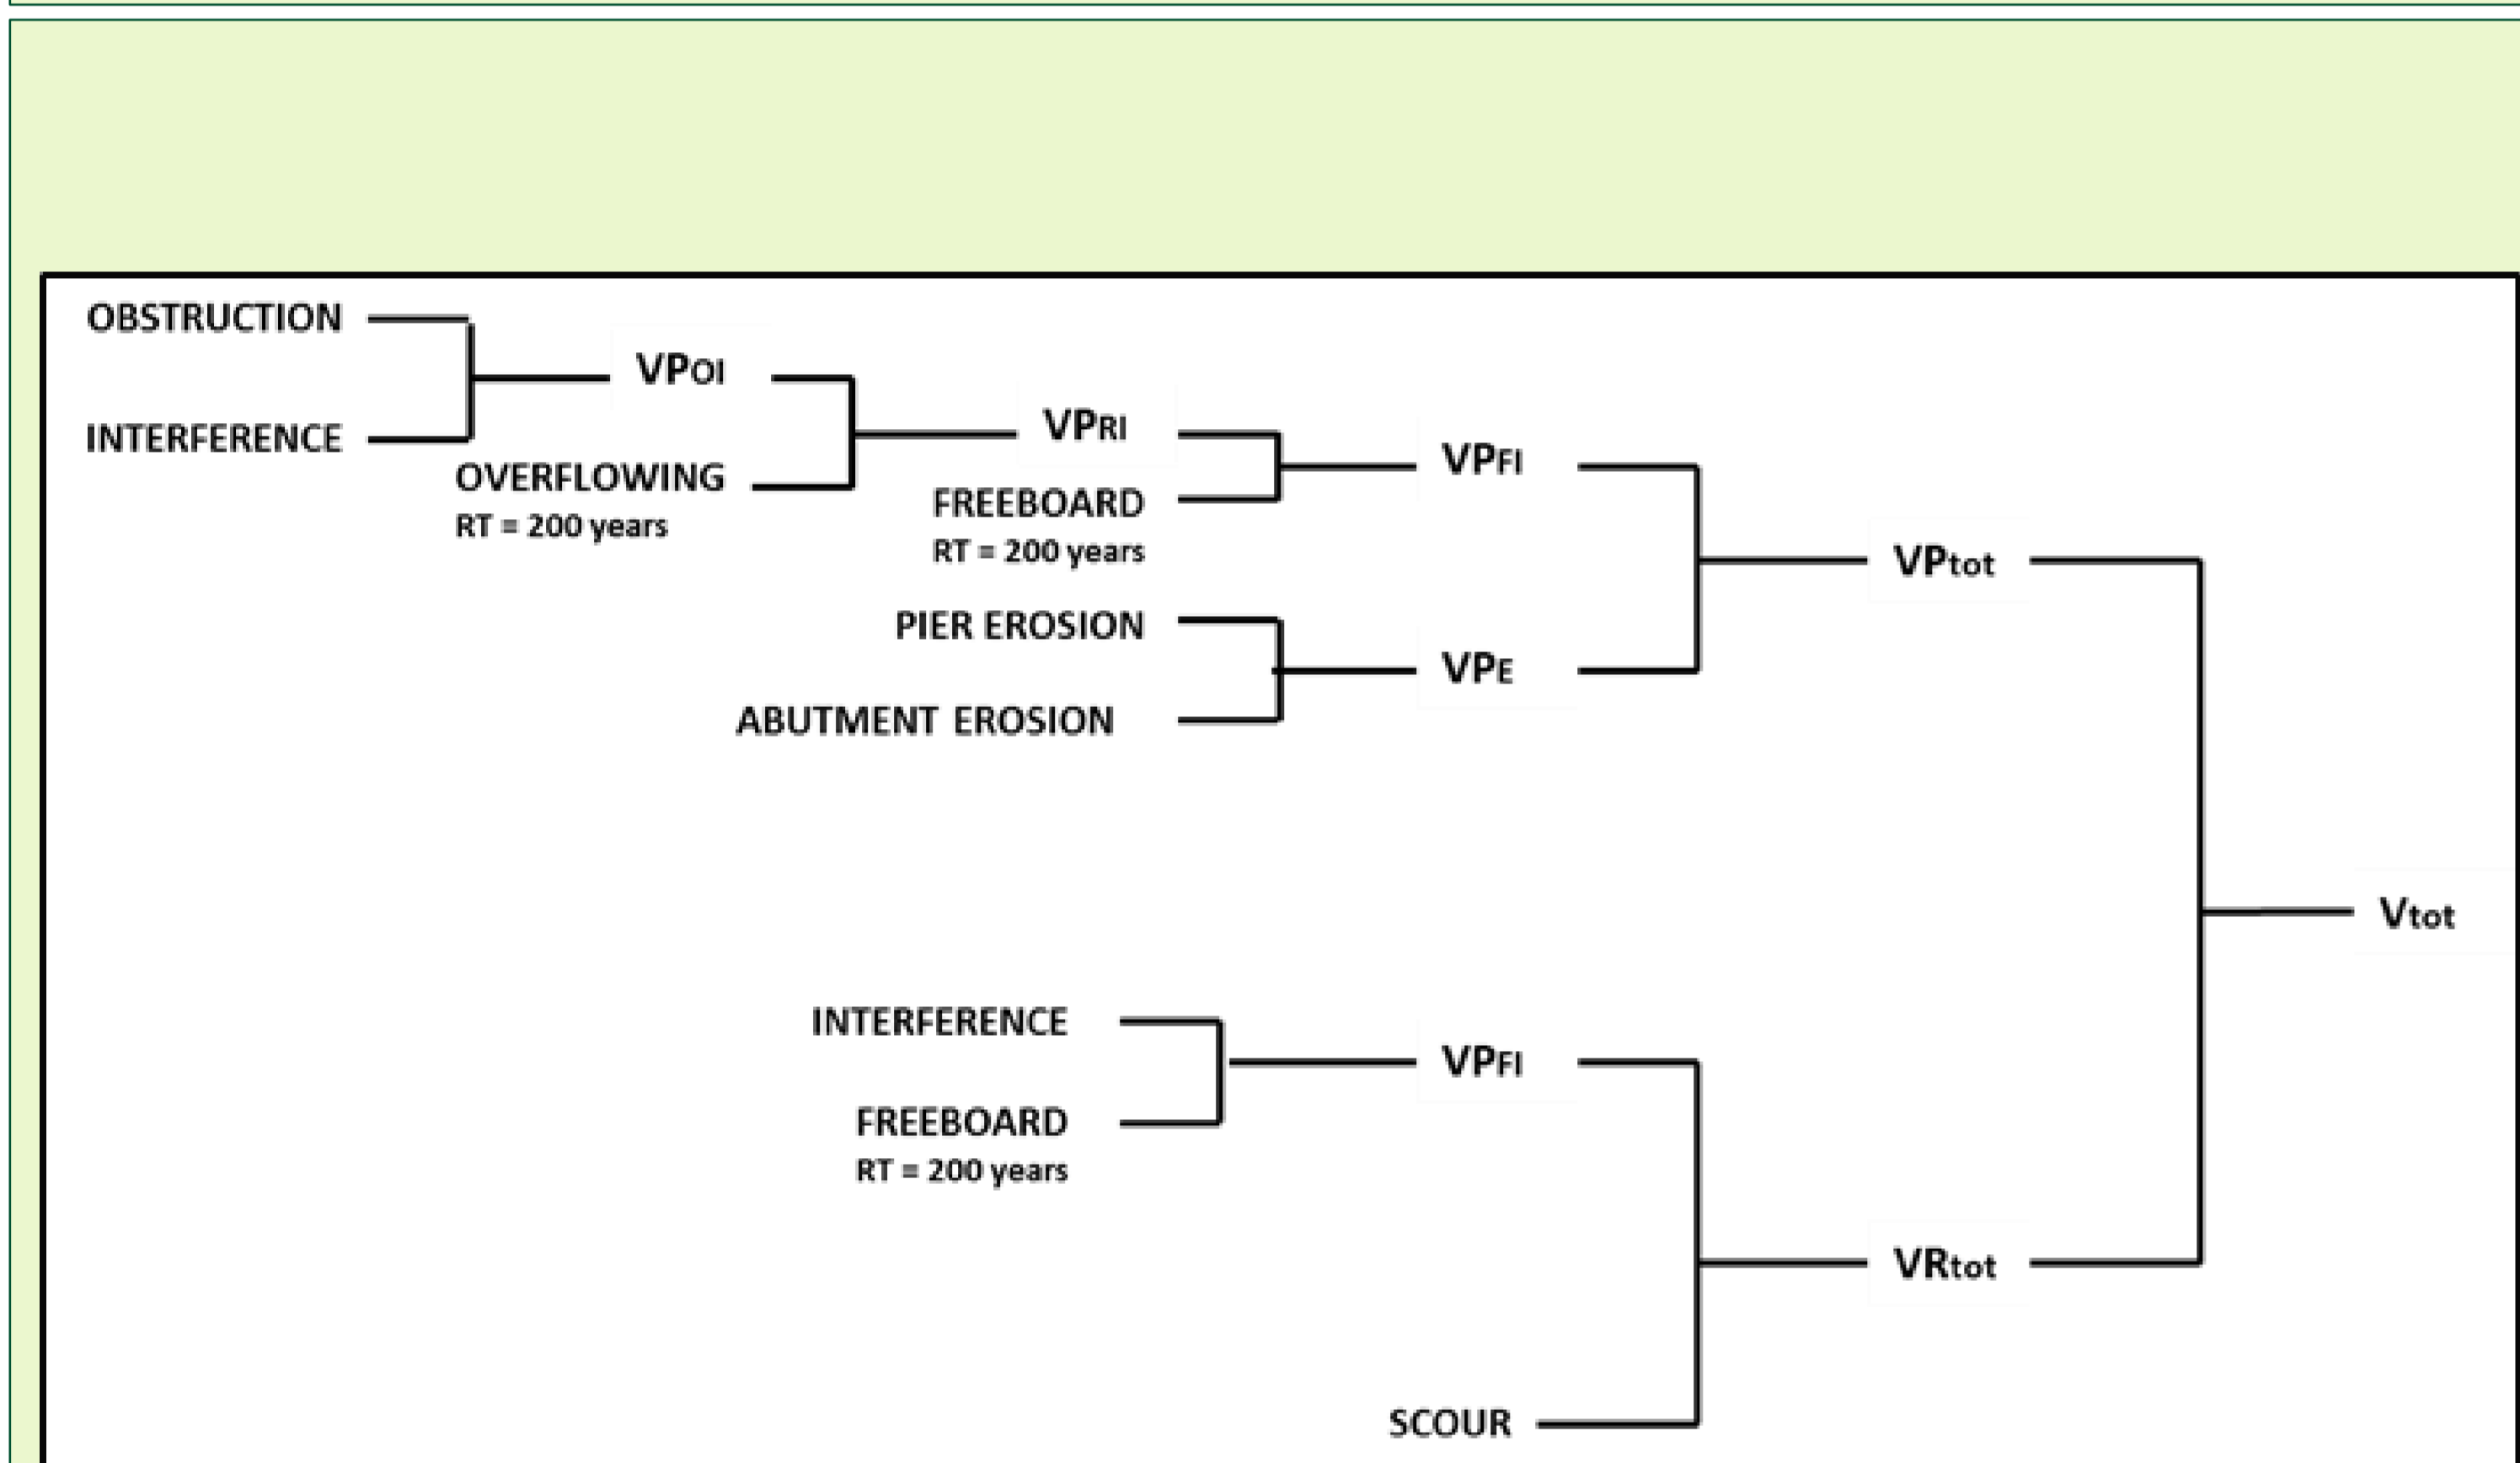 OBSTRUCTION
VPOI
INTERFERENCE
VPRI
OVERFLOWING
RT = 200 years
VPFI
FREEBOARD
RT = 200 years
VPtot
PIER EROSION
VPE
ABUTMENT EROSION
Vtot
INTERFERENCE
VPFI
FREEBOARD
RT = 200 years
VRtot
SCOUR